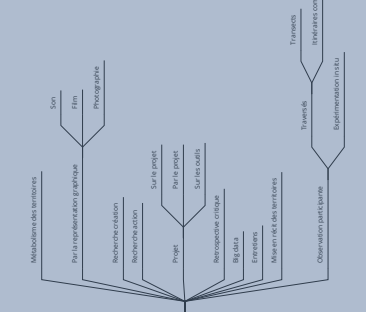 Métabolisme des territoires
Par la représentation graphique
Son
Film
Photographie
Recherche création
Recherche action
Projet
Sur le projet
Par le projet
Sur les outils
Rétrospective critique
Big data
Entretiens
Mise en récit des territoires
Observation participante
Traversés
Transects
Itinéraires
Expérimentation in situ